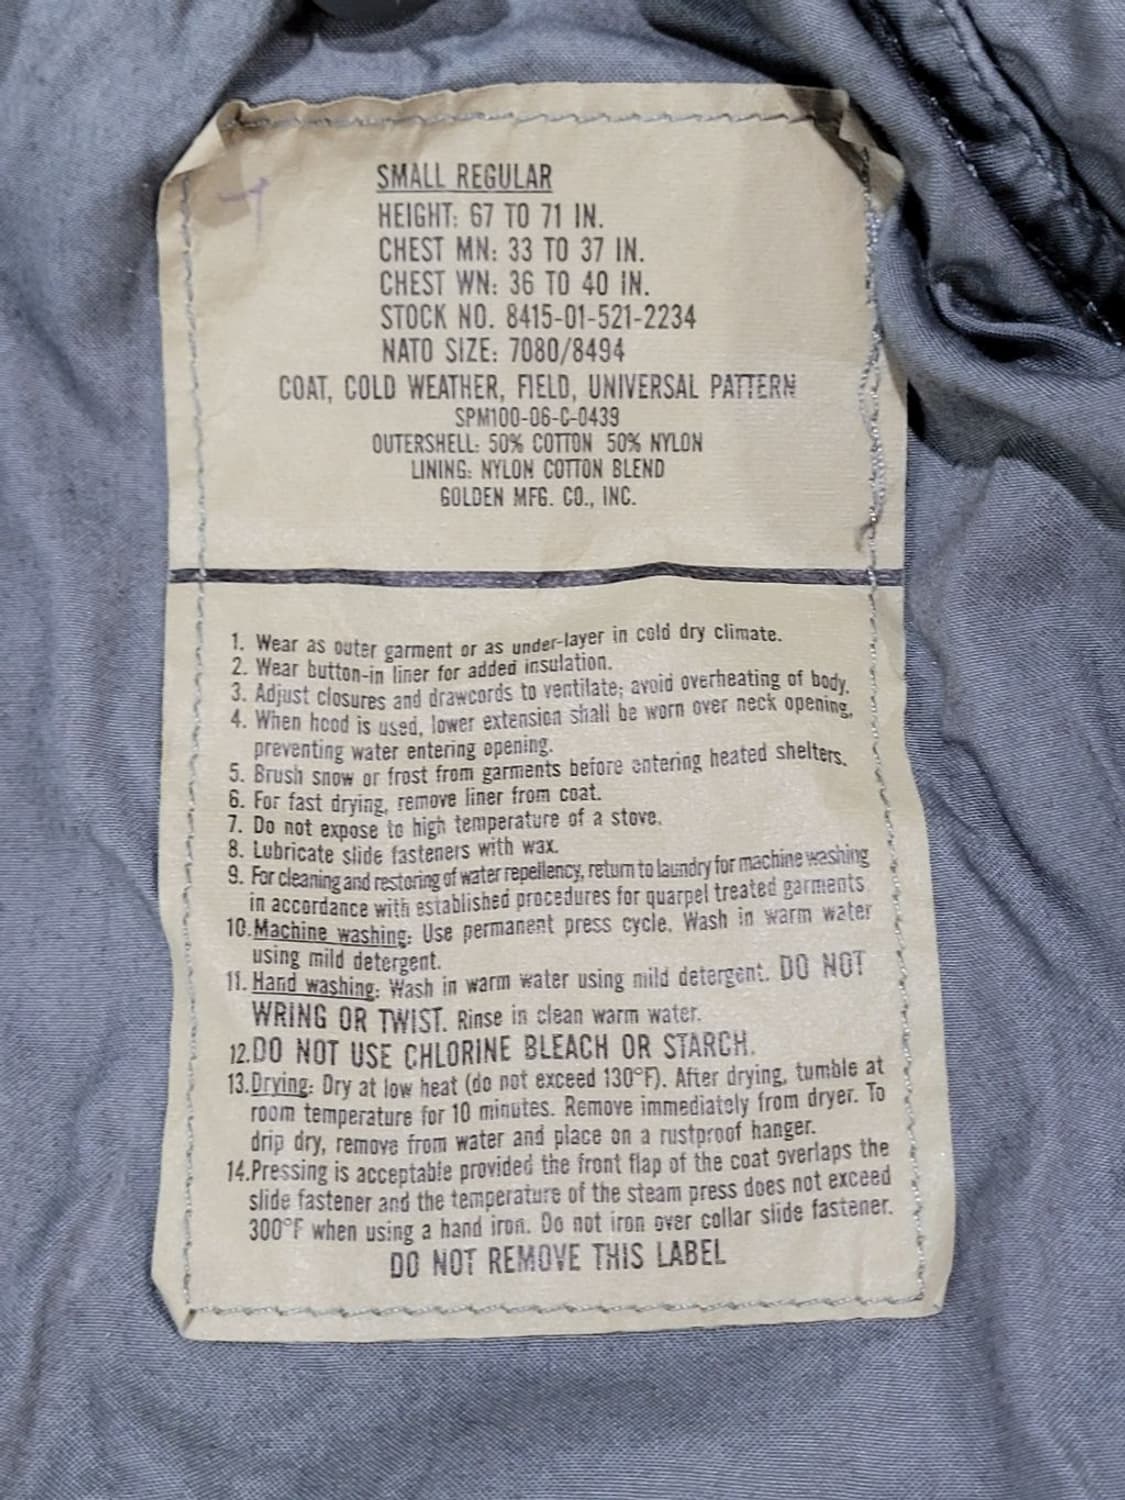 SMALL REGULAR
HEIGHT: 67 TO 71 IN.
CHEST MN: 33 TO 37 IN.
CHEST WN: 36 TO 40 IN.
STOCK NO. 8415-01-521-2234
NATO SIZE: 7080/8494
COAT, COLD WEATHER, FIELD, UNIVERSAL PATTERN
SPM100-06-C-0439
OUTERSHELL: 50% COTTON 50% NYLON
LINING: NYLON COTTON BLEND
GOLDEN MFG. CO., INC.
1. Wear as outer garment or as under-layer in cold dry climate.
2. Wear button-in liner for added insulation.
3. Adjust closures and drawcords to ventilate; avoid overheating of body.
4. When hood is used, lower extension shall be worn over neck opening,
preventing water entering opening.
5. Brush snow or frost from garments before entering heated shelters.
6. For fast drying, remove liner from coat.
7. Do not expose to high temperature of a stove.
8. Lubricate slide fasteners with wax.
9. For cleaning and restoring of water repellency, return to laundry for machine washing
in accordance with established procedures for quarpel treated garments.
10. Machine washing: Use permanent press cycle. Wash in warm water
using mild detergent.
11. Hand washing: Wash in warm water using mild detergent. DO NOT
WRING OR TWIST. Rinse in clean warm water.
12. DO NOT USE CHLORINE BLEACH OR STARCH.
13. Drying: Dry at low heat (do not exceed 130°F). After drying, tumble at
room temperature for 10 minutes. Remove immediately from dryer. To
drip dry, remove from water and place on a rustproof hanger.
14. Pressing is acceptable provided the front flap of the coat overlaps the
slide fastener and the temperature of the steam press does not exceed
300°F when using a hand iron. Do not iron over collar slide fastener.
DO NOT REMOVE THIS LABEL